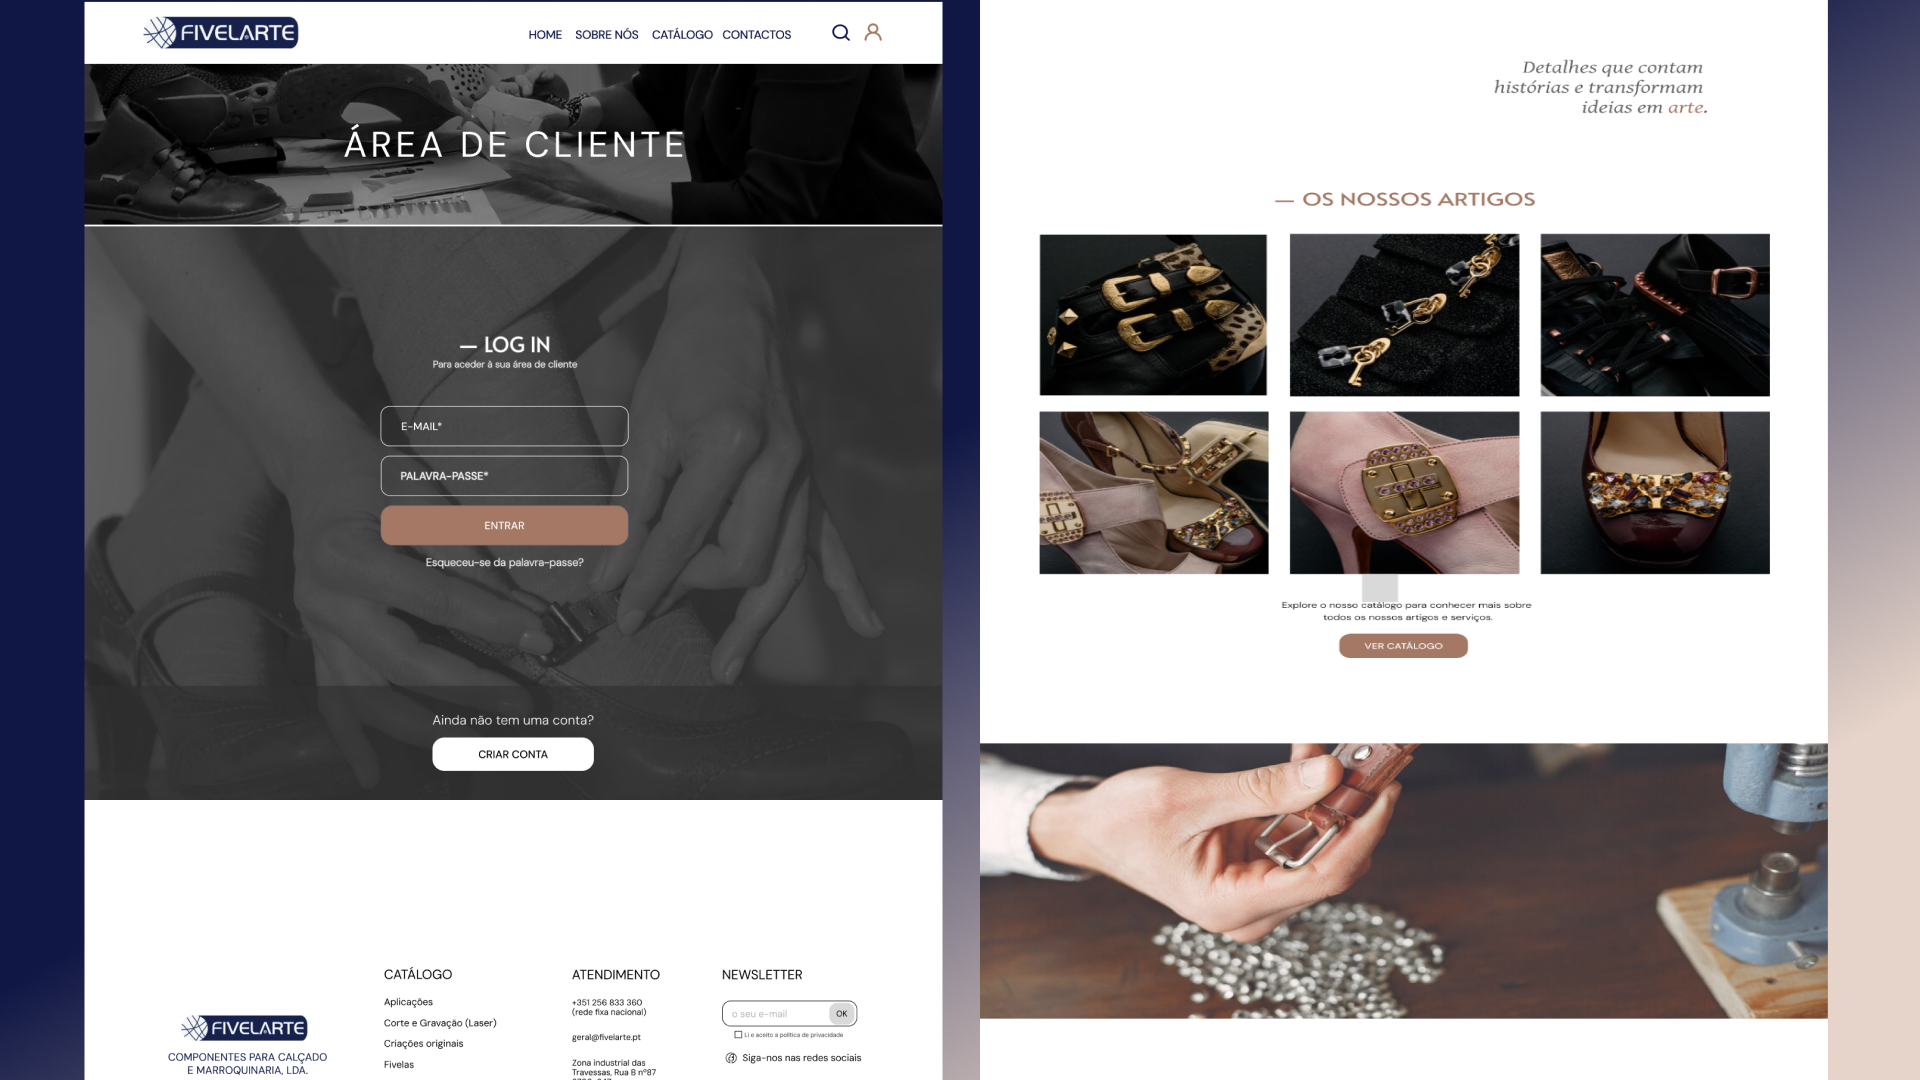 FIVELARTE
HOME SOBRE NÓS CATÁLOGO CONTACTOS
ÁREA DE CLIENTE
— LOG IN
Para aceder à sua área de cliente
E-MAIL*
PALAVRA-PASSE*
ENTRAR
Esqueceu-se da palavra-passe?
Ainda não tem uma conta?
CRIAR CONTA
FIVELARTE
COMPONENTES PARA CALÇADO
E MARROQUINARIA, LDA.
CATÁLOGO
Aplicações
Corte e Gravação (Laser)
Criações originais
Fivelas
ATENDIMENTO
+351 256 833 360
(rede fixa nacional)
geral@fivelarte.pt
Zona industrial das
Travessas, Rua B nº87
NEWSLETTER
o seu e-mail OK
Li e aceito a política de privacidade
Siga-nos nas redes sociais
Detalhes que contam
histórias e transformam
ideias em arte.
— OS NOSSOS ARTIGOS
Explore o nosso catálogo para conhecer mais sobre
todos os nossos artigos e serviços.
VER CATÁLOGO